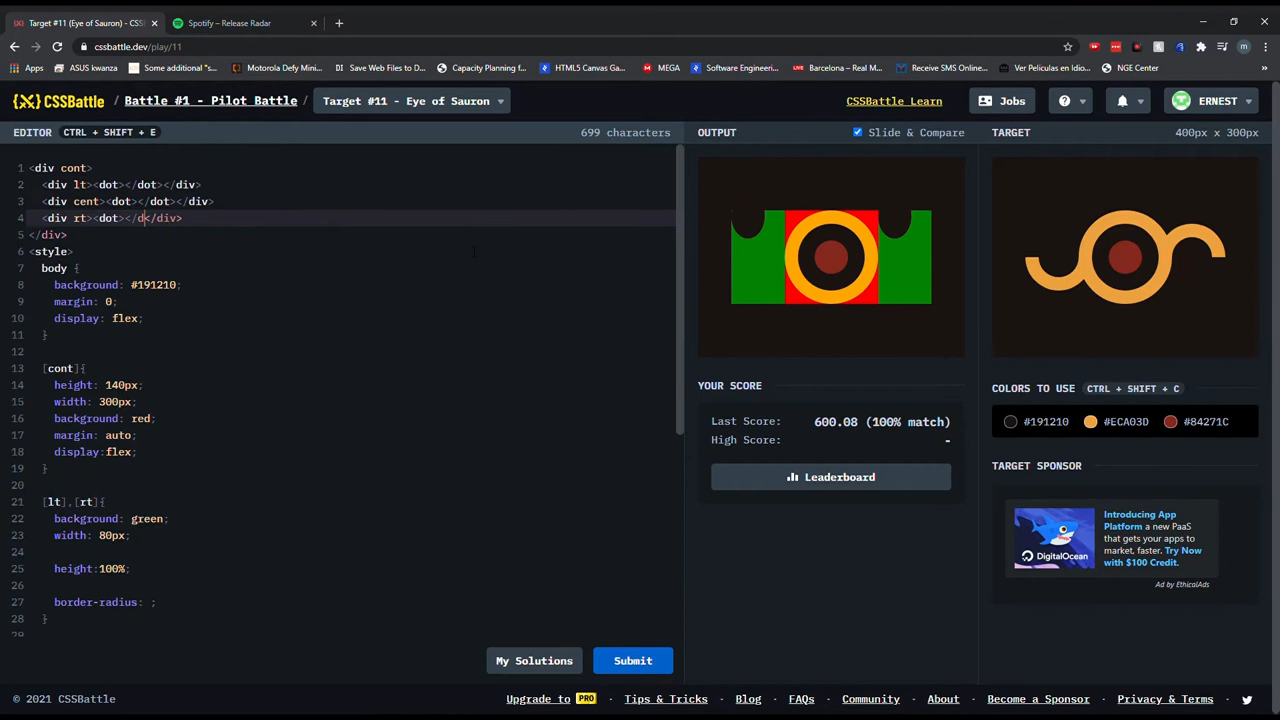 Target #11 (Eye of Sauron) - CSS
Spotify – Release Radar
cssbattle.dev/play/11
m
Apps
ASUS kwanza
Some additional "s...
Motorola Defy Mini...
Save Web Files to D...
Capacity Planning f...
HTML5 Canvas Ga...
MEGA
Software Engineeri...
LIVE
Barcelona – Real M...
Receive SMS Online...
Ver Peliculas en Idio...
NGE Center
CSSBattle
/ Battle #1 - Pilot Battle / Target #11 - Eye of Sauron
CSSBattle Learn
Jobs
ERNEST
EDITOR CTRL + SHIFT + E
699 characters
OUTPUT
Slide & Compare
TARGET
400px x 300px
1 <div cont>
2 <div lt><dot></dot></div>
3 <div cent><dot></dot></div>
4 <div rt><dot></d</div>
5 </div>
6 <style>
7 body {
8 background: #191210;
9 margin: 0;
10 display: flex;
11 }
12
13 [cont]{
14 height: 140px;
15 width: 300px;
16 background: red;
17 margin: auto;
18 display:flex;
19 }
20
21 [lt],[rt]{
22 background: green;
23 width: 80px;
24
25 height:100%;
26
27 border-radius: ;
28 }
29
YOUR SCORE
Last Score: 600.08 (100% match)
High Score: -
Leaderboard
COLORS TO USE CTRL + SHIFT + C
#191210 #ECA03D #84271C
TARGET SPONSOR
DigitalOcean
Introducing App
Platform a new PaaS
that gets your apps to
market, faster. Try Now
with $100 Credit.
Ad by EthicalAds
My Solutions
Submit
© 2021 CSSBattle
Upgrade to PRO
Tips & Tricks
Blog
FAQs
Community
About
Become a Sponsor
Privacy & Terms